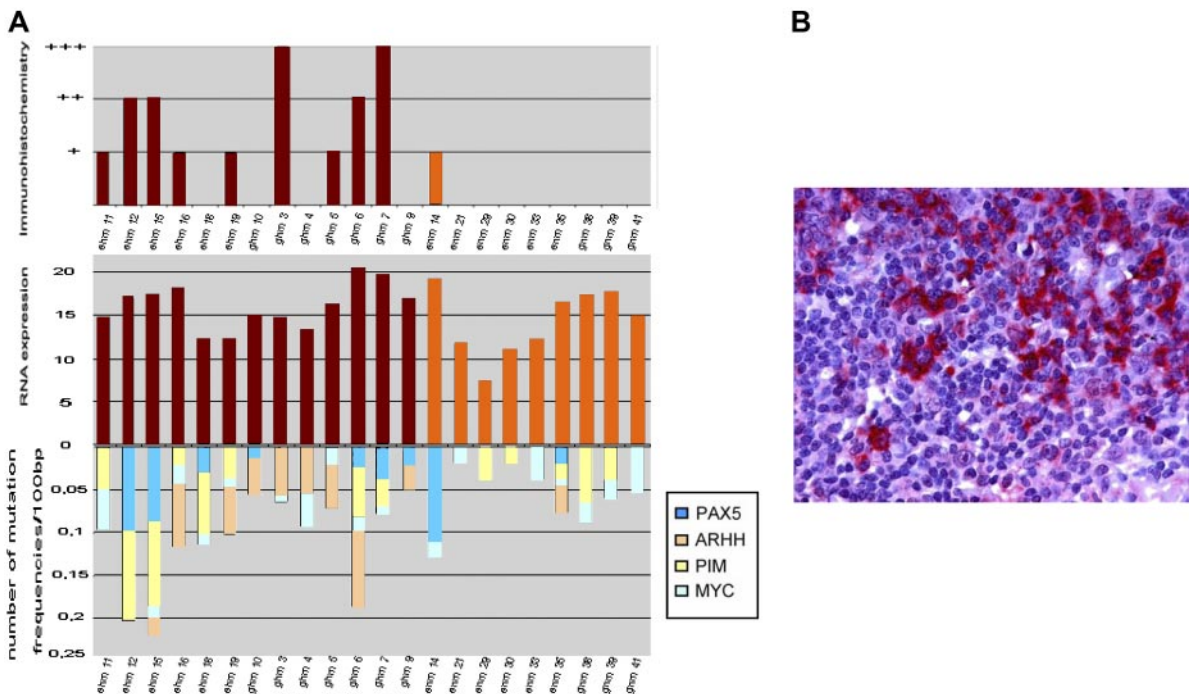 A
B
Immunohistochemistry
+++
++
+
ehm 11
ehm 12
ehm 15
ehm 16
ehm 18
ehm 19
ghm 10
ghm 3
ghm 4
ghm 5
ghm 6
ghm 7
ghm 9
enm 14
enm 21
enm 29
enm 30
enm 33
enm 35
gnm 38
gnm 39
gnm 41
RNA expression
20
15
10
5
0
number of mutation
frequencies/100bp
0,05
0,1
0,15
0,2
0,25
ehm 11
ehm 12
ehm 15
ehm 16
ehm 18
ehm 19
ghm 10
ghm 3
ghm 4
ghm 5
ghm 6
ghm 7
ghm 9
enm 14
enm 21
enm 29
enm 30
enm 33
enm 35
gnm 38
gnm 39
gnm 41
PAX5
ARHH
PIM
MYC